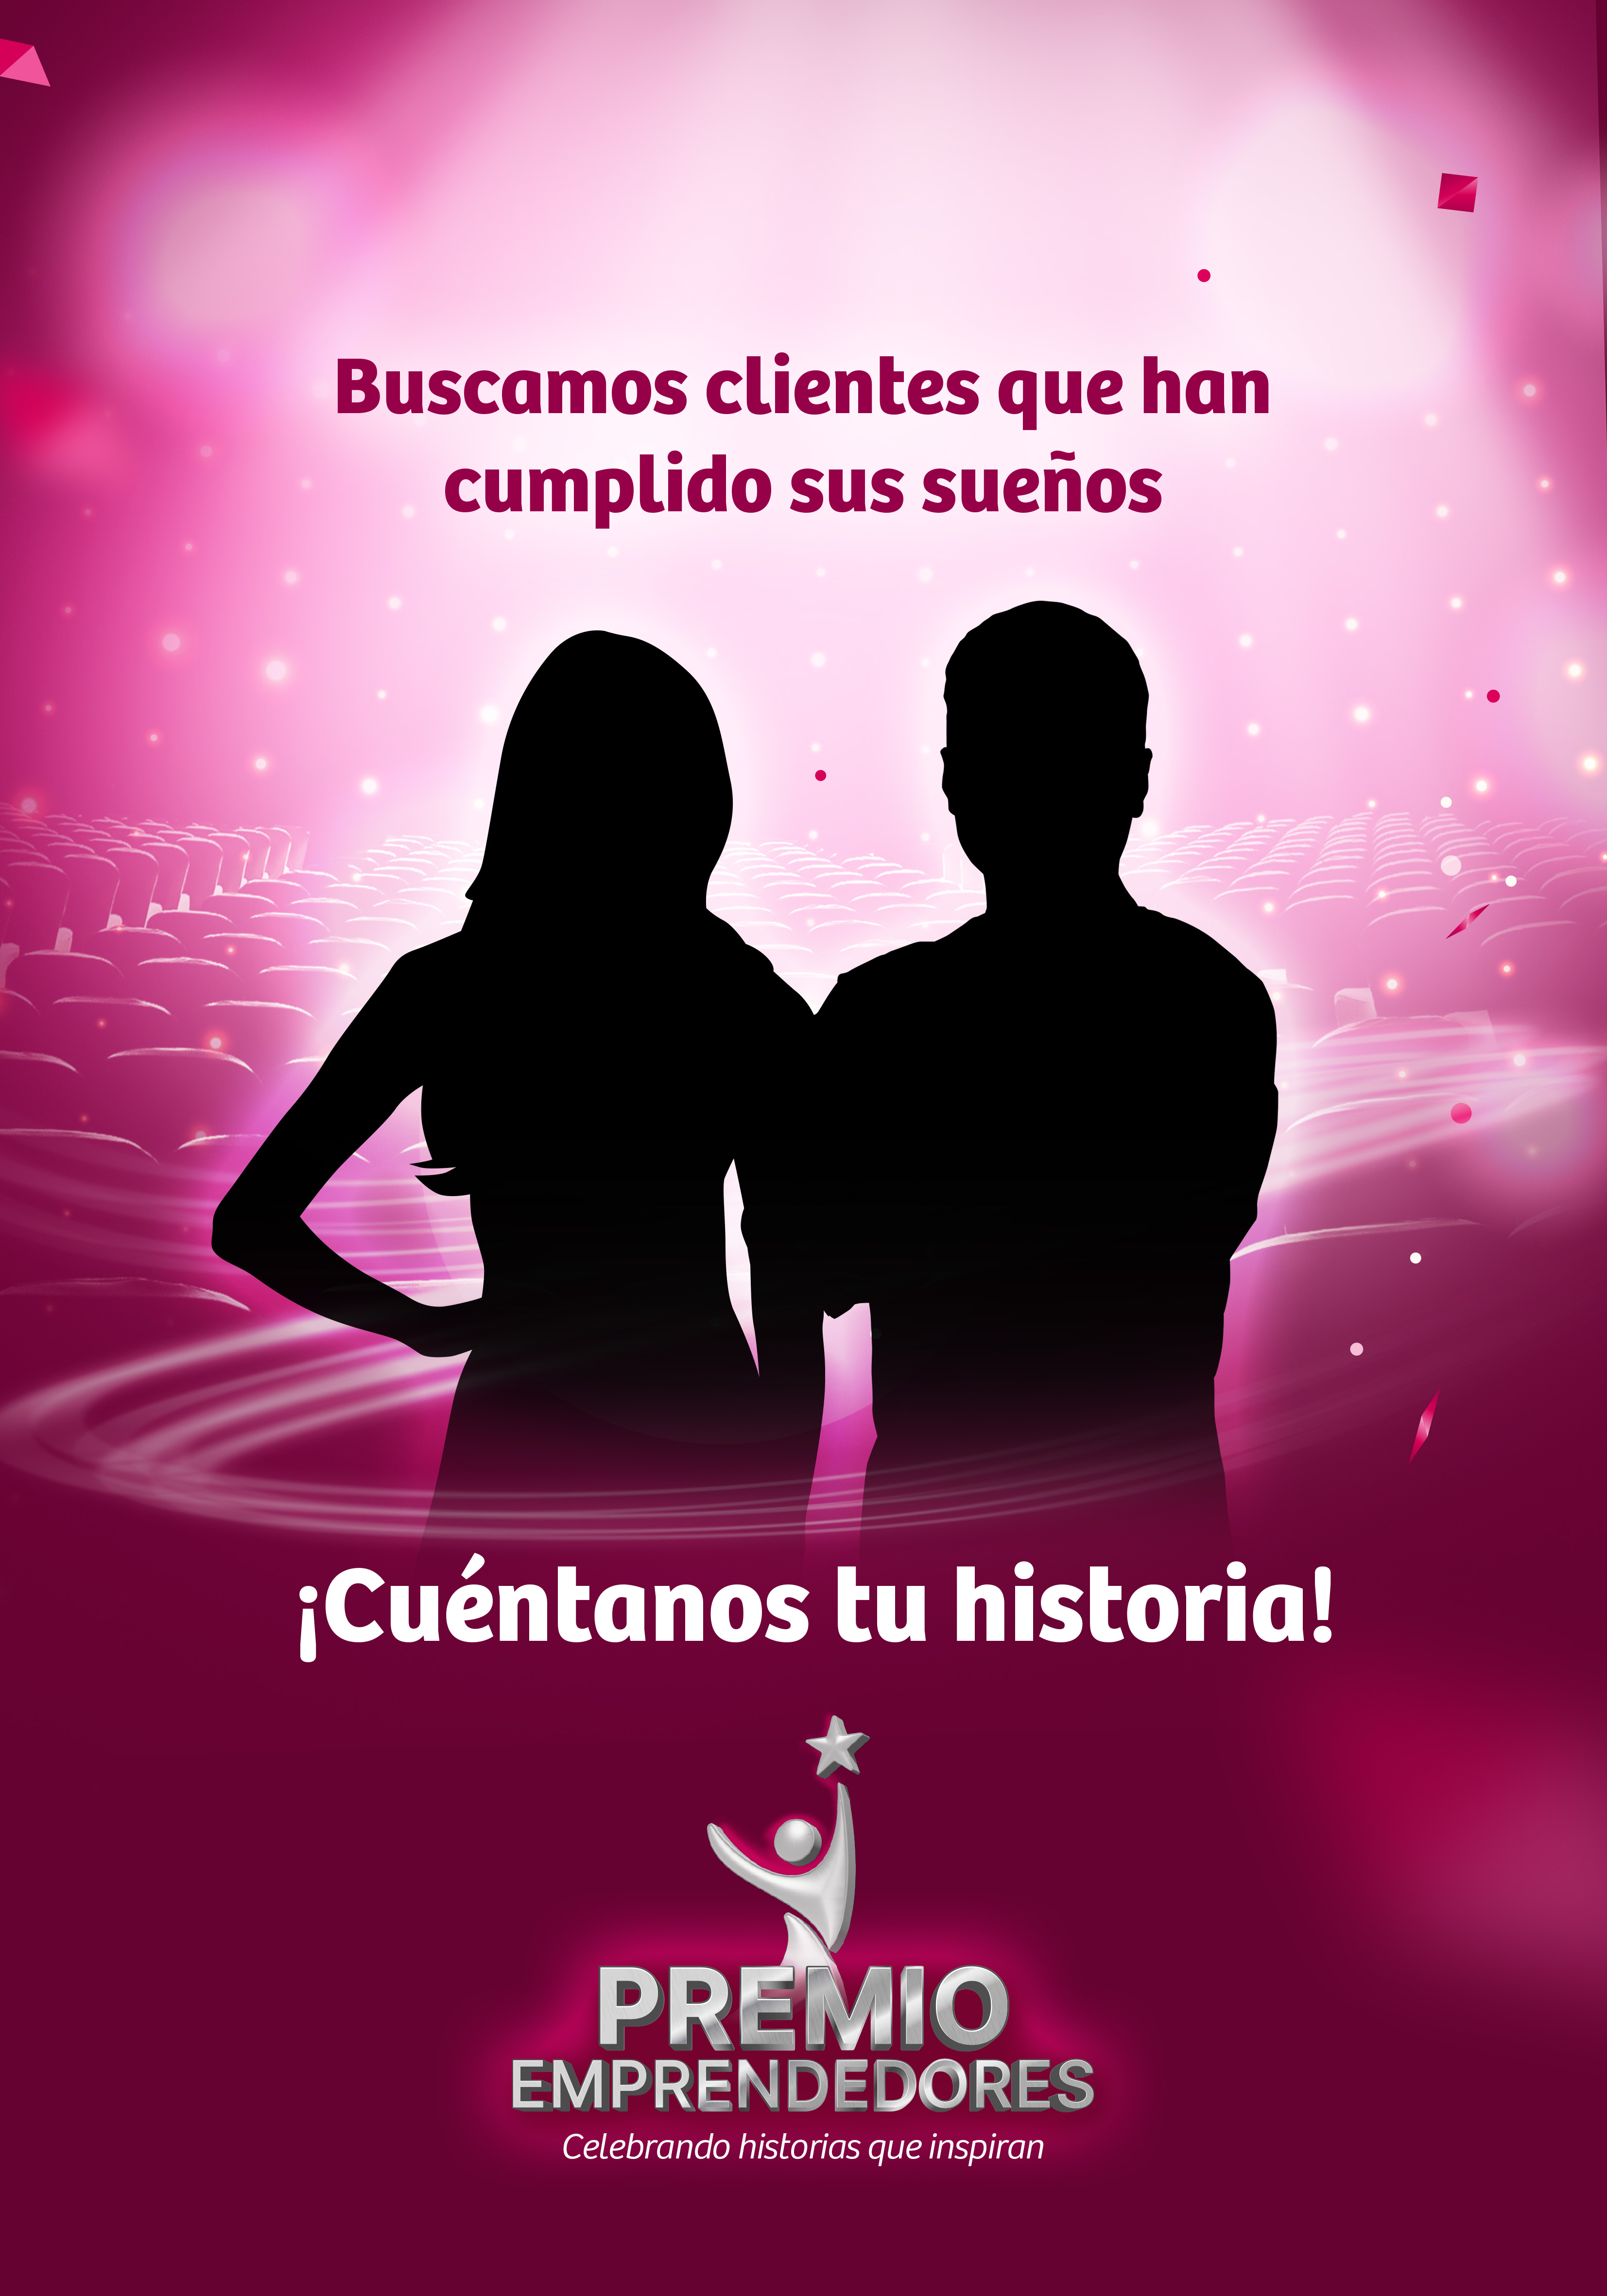 Buscamos clientes que han
cumplido sus sueños
¡Cuéntanos tu historia!
PREMIO
EMPRENDEDORES
Celebrando historias que inspiran